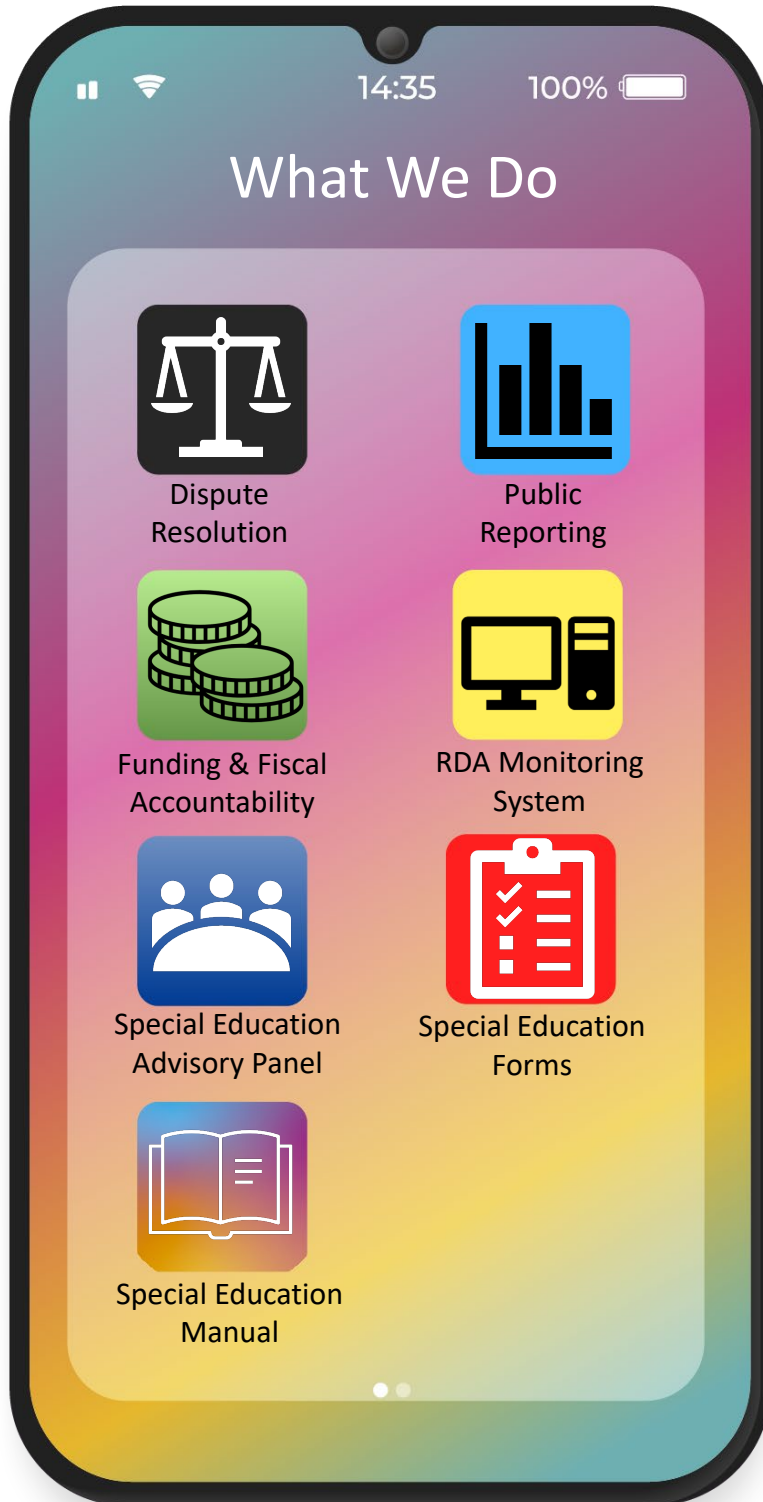 14:35 100%
What We Do
Dispute
Resolution
Public
Reporting
Funding & Fiscal
Accountability
RDA Monitoring
System
Special Education
Advisory Panel
Special Education
Forms
Special Education
Manual